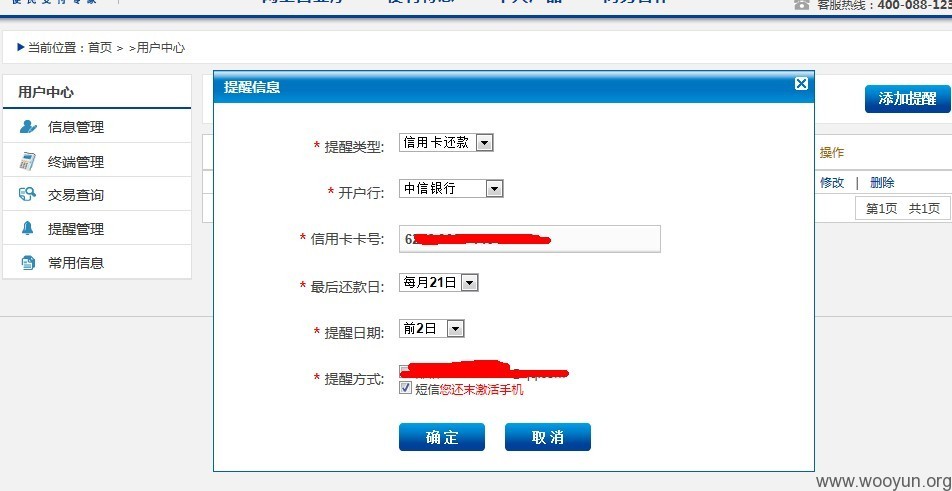 客服热线：400-088-123
当前位置：首页 > >用户中心
用户中心
信息管理
终端管理
交易查询
提醒管理
常用信息
提醒信息
添加提醒
操作
修改 | 删除
第1页 共1页
* 提醒类型: 信用卡还款
* 开户行: 中信银行
* 信用卡卡号: 62
* 最后还款日: 每月21日
* 提醒日期: 前2日
* 提醒方式:
短信您还未激活手机
确 定 取 消
www.wooyun.org